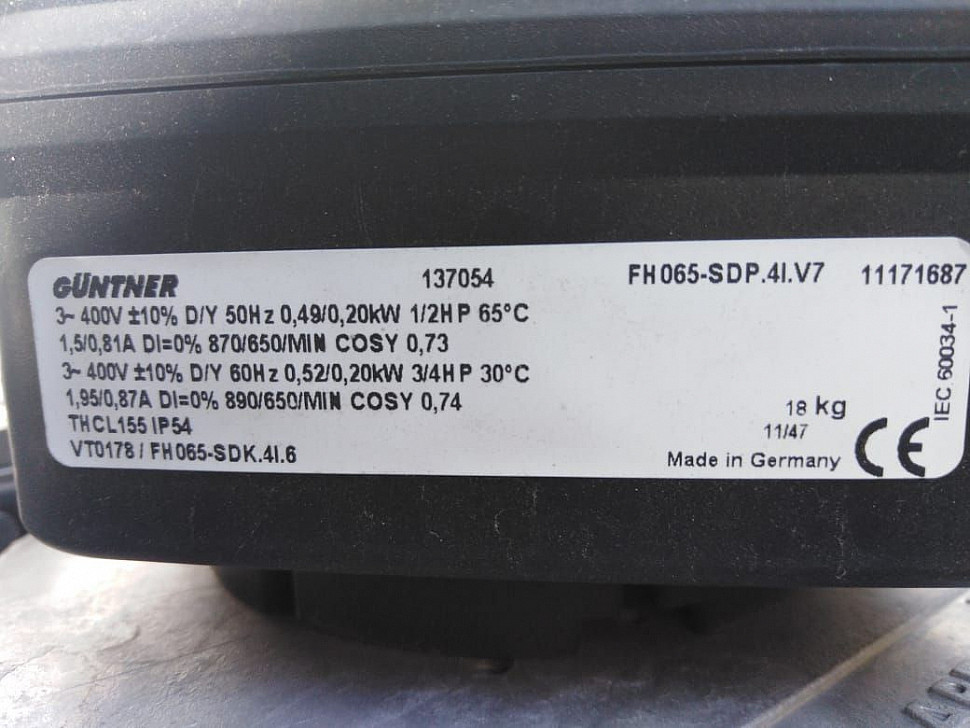 GÜNTNER 137054 FH065-SDP.4I.V7 11171687
3~ 400V ±10% D/Y 50Hz 0,49/0,20kW 1/2HP 65°C
1,5/0,81A DI=0% 870/650/MIN COSY 0,73
3~ 400V ±10% D/Y 60Hz 0,52/0,20kW 3/4HP 30°C
1,95/0,87A DI=0% 890/650/MIN COSY 0,74
THCL155 IP54
VT0178 / FH065-SDK.4I.6
18 kg
11/47
Made in Germany
CE
IEC 60034-1